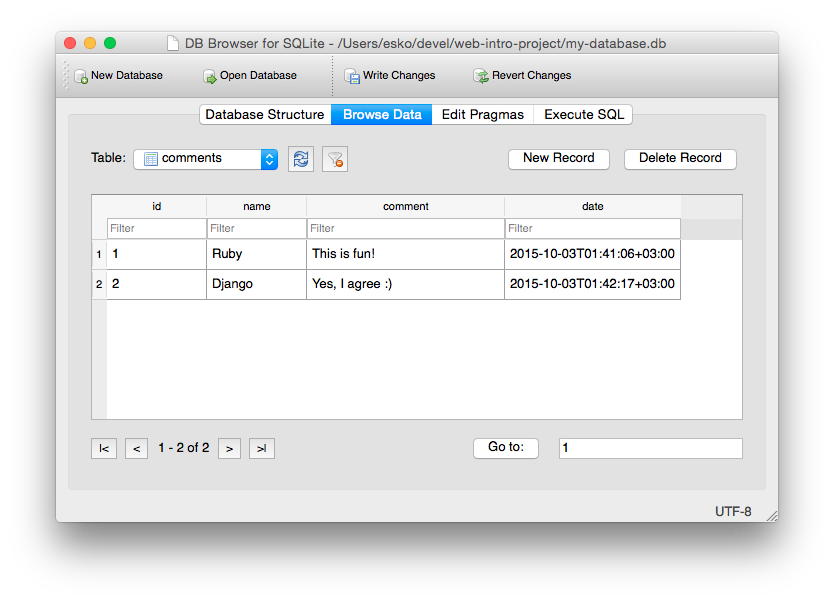 DB Browser for SQLite - /Users/esko/devel/web-intro-project/my-database.db
New Database Open Database Write Changes Revert Changes
Database Structure Browse Data Edit Pragmas Execute SQL
Table: comments New Record Delete Record
id name comment date
Filter Filter Filter Filter
1 1 Ruby This is fun! 2015-10-03T01:41:06+03:00
2 2 Django Yes, I agree :) 2015-10-03T01:42:17+03:00
|< < 1 - 2 of 2 > >| Go to: 1
UTF-8